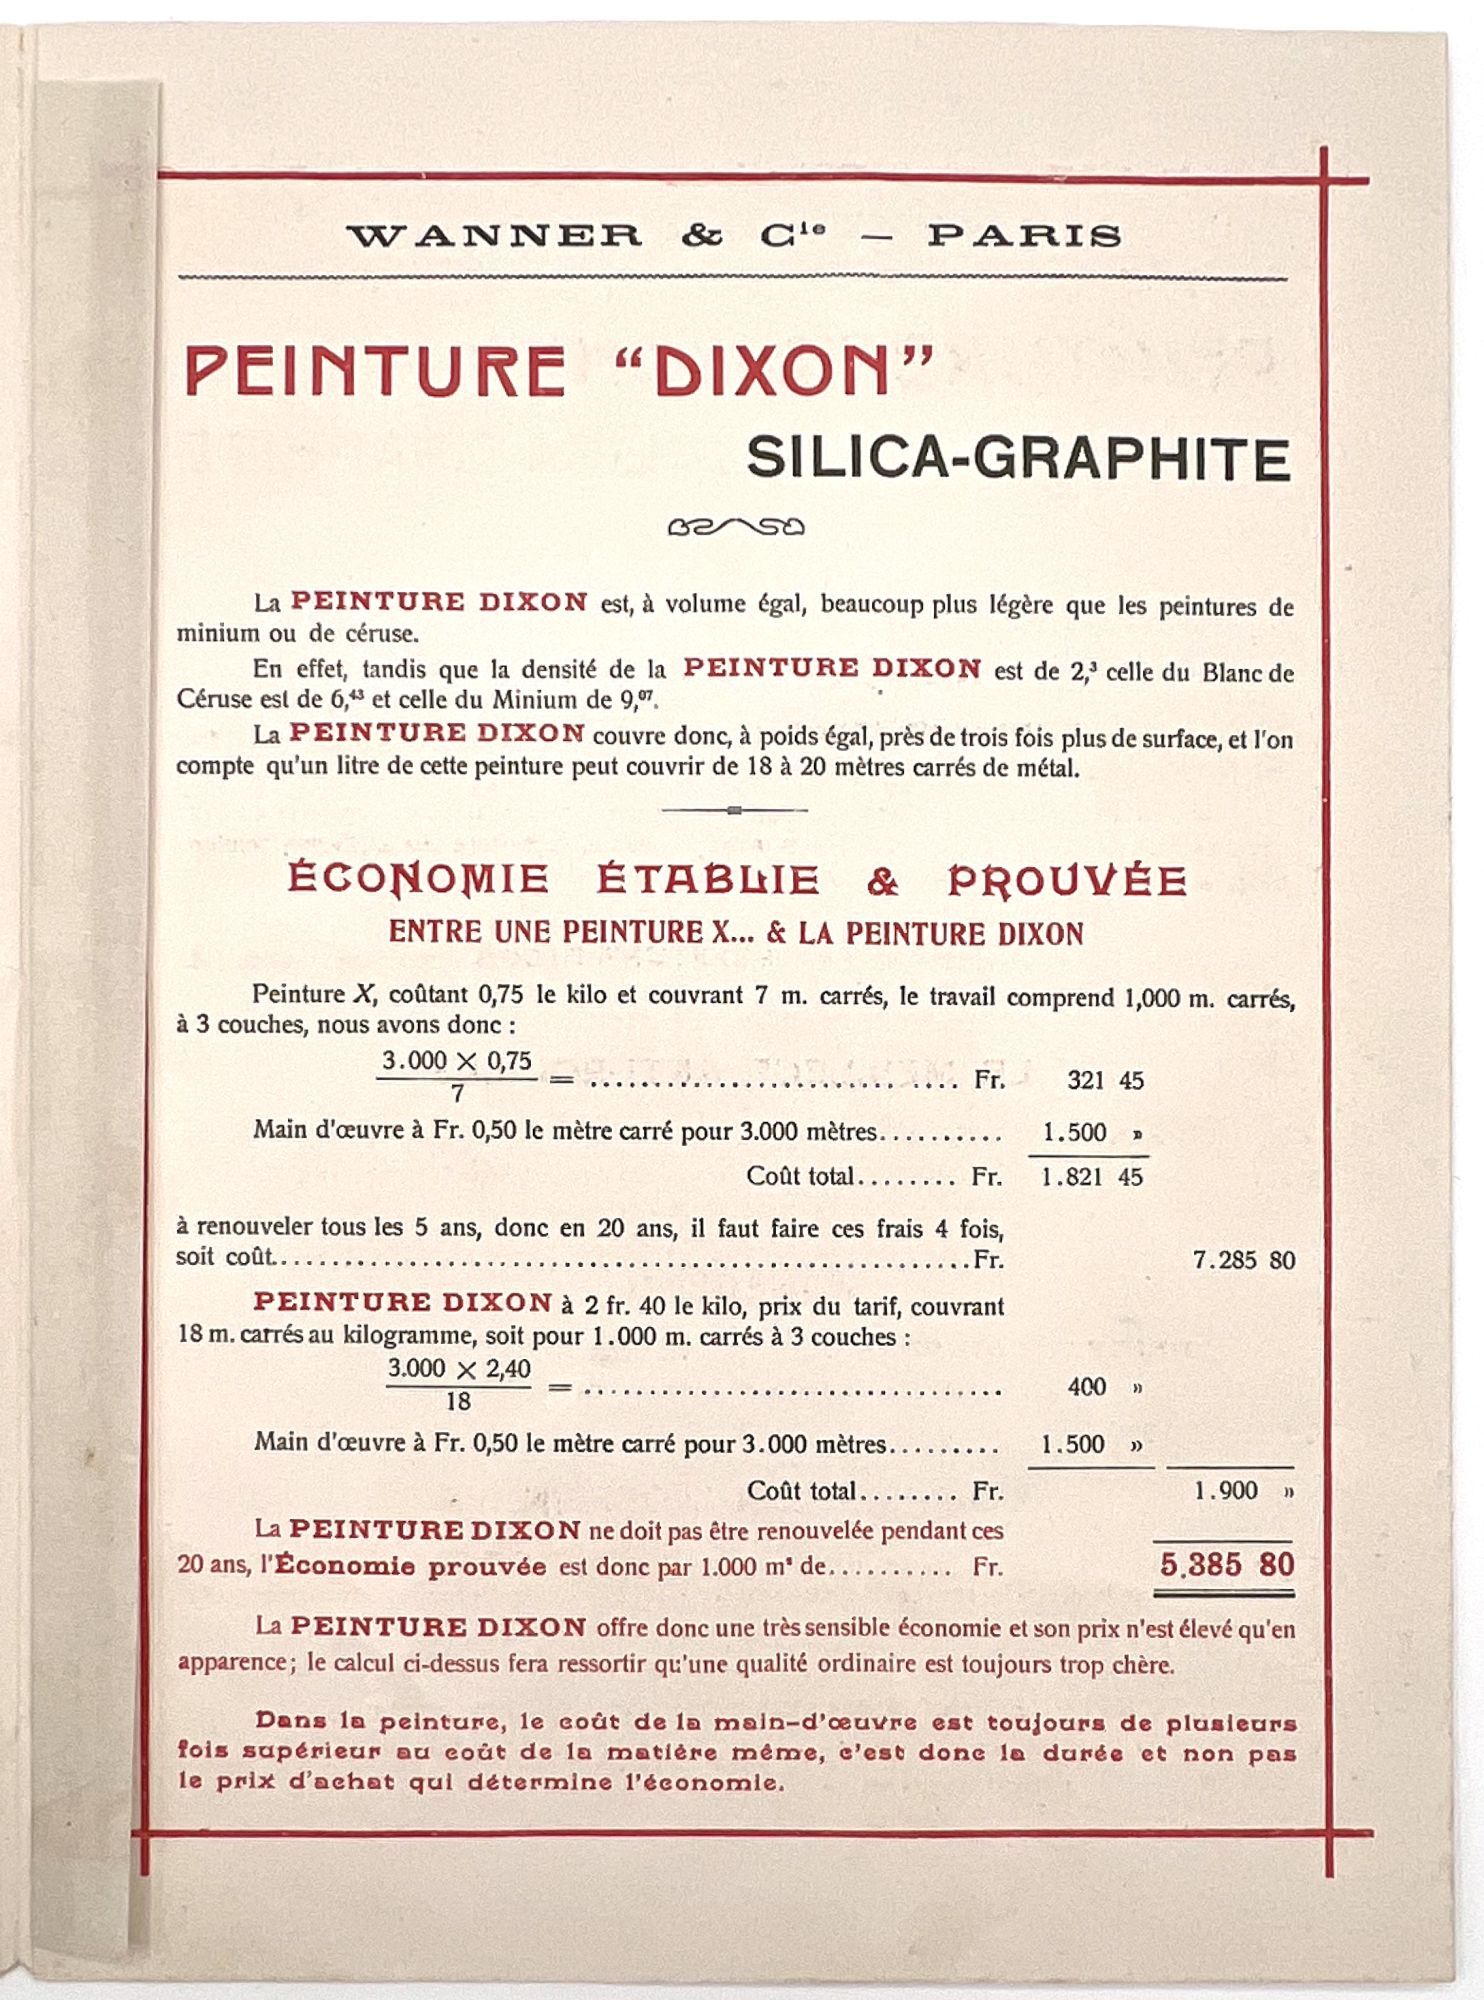 WANNER & Cie — PARIS
PEINTURE “DIXON”
SILICA-GRAPHITE
La PEINTURE DIXON est, à volume égal, beaucoup plus légère que les peintures de
minium ou de céruse.
En effet, tandis que la densité de la PEINTURE DIXON est de 2,³ celle du Blanc de
Céruse est de 6,⁴³ et celle du Minium de 9,⁰⁷.
La PEINTURE DIXON couvre donc, à poids égal, près de trois fois plus de surface, et l'on
compte qu'un litre de cette peinture peut couvrir de 18 à 20 mètres carrés de métal.
ÉCONOMIE ÉTABLIE & PROUVÉE
ENTRE UNE PEINTURE X... & LA PEINTURE DIXON
Peinture X, coûtant 0,75 le kilo et couvrant 7 m. carrés, le travail comprend 1,000 m. carrés,
à 3 couches, nous avons donc :
3.000 × 0,75
7
= ................................ Fr. 321 45
Main d'œuvre à Fr. 0,50 le mètre carré pour 3.000 mètres.......... 1.500 »
Coût total........ Fr. 1.821 45
à renouveler tous les 5 ans, donc en 20 ans, il faut faire ces frais 4 fois,
soit coût.....................................................Fr. 7.285 80
PEINTURE DIXON à 2 fr. 40 le kilo, prix du tarif, couvrant
18 m. carrés au kilogramme, soit pour 1.000 m. carrés à 3 couches :
3.000 × 2,40
18
= ................................ 400 »
Main d'œuvre à Fr. 0,50 le mètre carré pour 3.000 mètres......... 1.500 »
Coût total........ Fr. 1.900 »
La PEINTURE DIXON ne doit pas être renouvelée pendant ces
20 ans, l'Économie prouvée est donc par 1.000 m² de.......... Fr. 5.385 80
La PEINTURE DIXON offre donc une très sensible économie et son prix n'est élevé qu'en
apparence; le calcul ci-dessus fera ressortir qu'une qualité ordinaire est toujours trop chère.
Dans la peinture, le coût de la main-d'œuvre est toujours de plusieurs
fois supérieur au coût de la matière même, c'est donc la durée et non pas
le prix d'achat qui détermine l'économie.